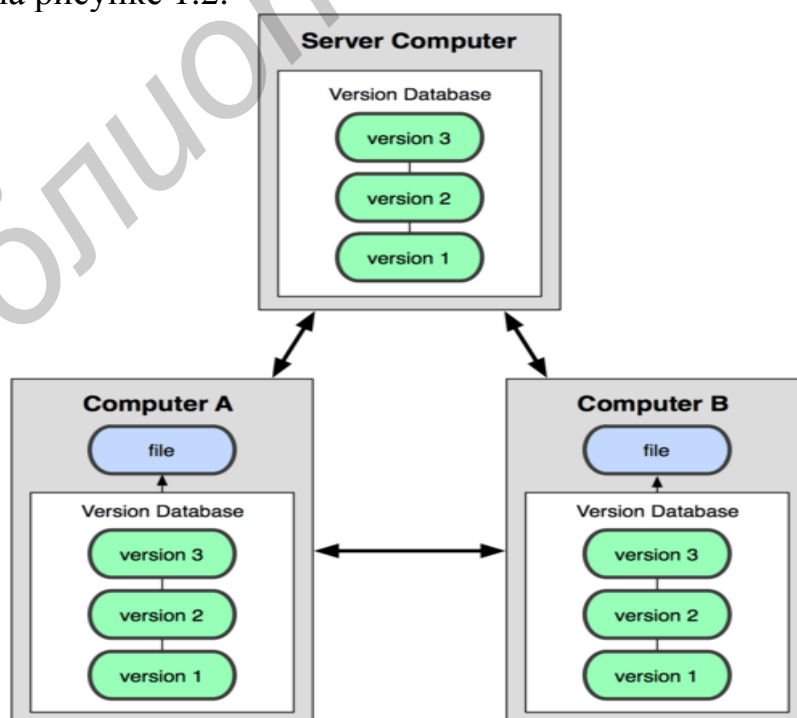 на рисунке 1.2.
Server Computer
Version Database
version 3
version 2
version 1
Computer A
file
Version Database
version 3
version 2
version 1
Computer B
file
Version Database
version 3
version 2
version 1